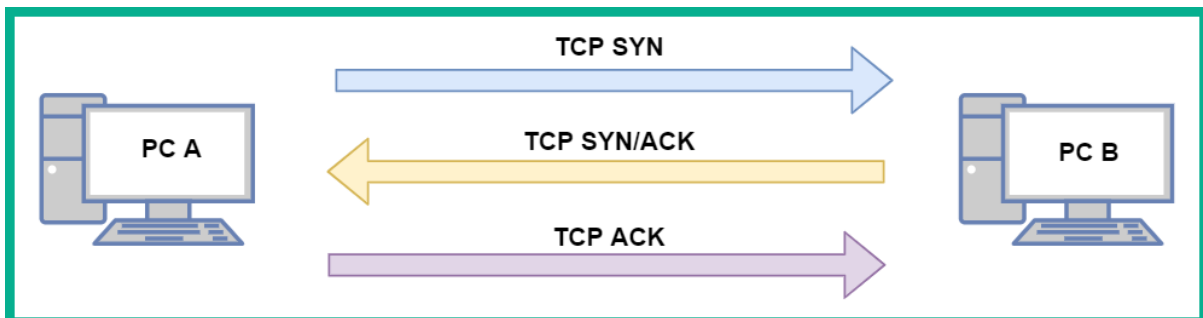 TCP SYN
PC A
TCP SYN/ACK
PC B
TCP ACK